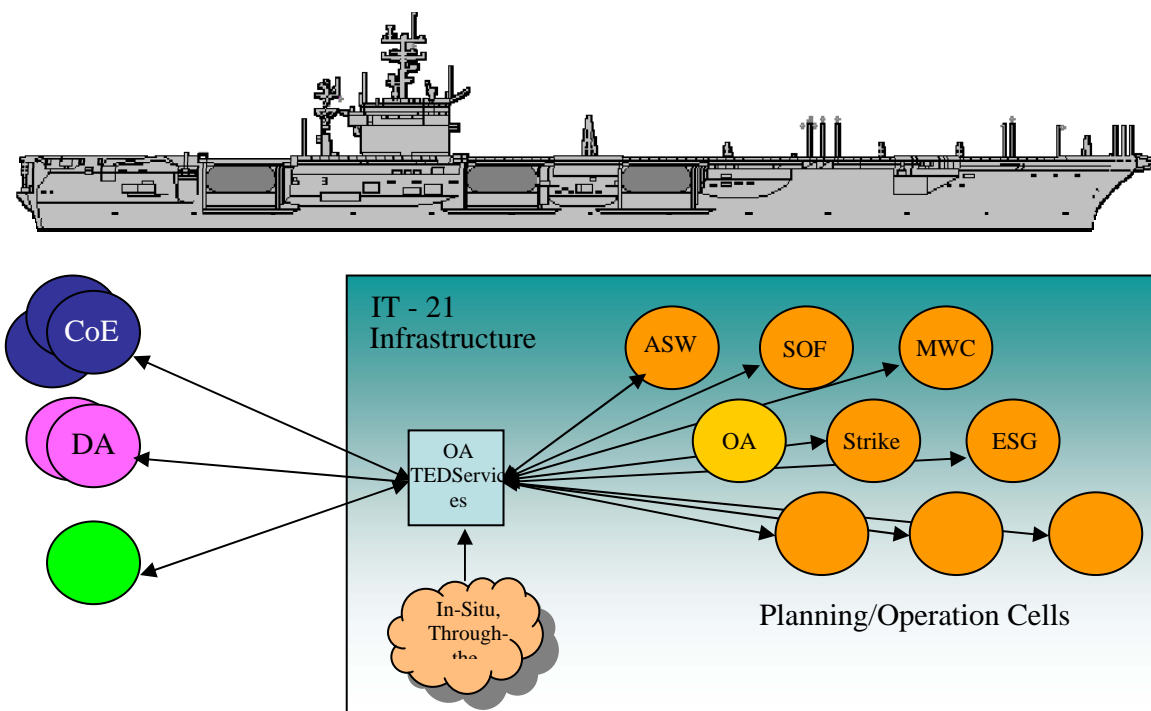 IT - 21
Infrastructure
CoE
ASW
SOF
MWC
DA
OA
Strike
ESG
OA
TEDServic
es
In-Situ,
Through-
the
Planning/Operation Cells